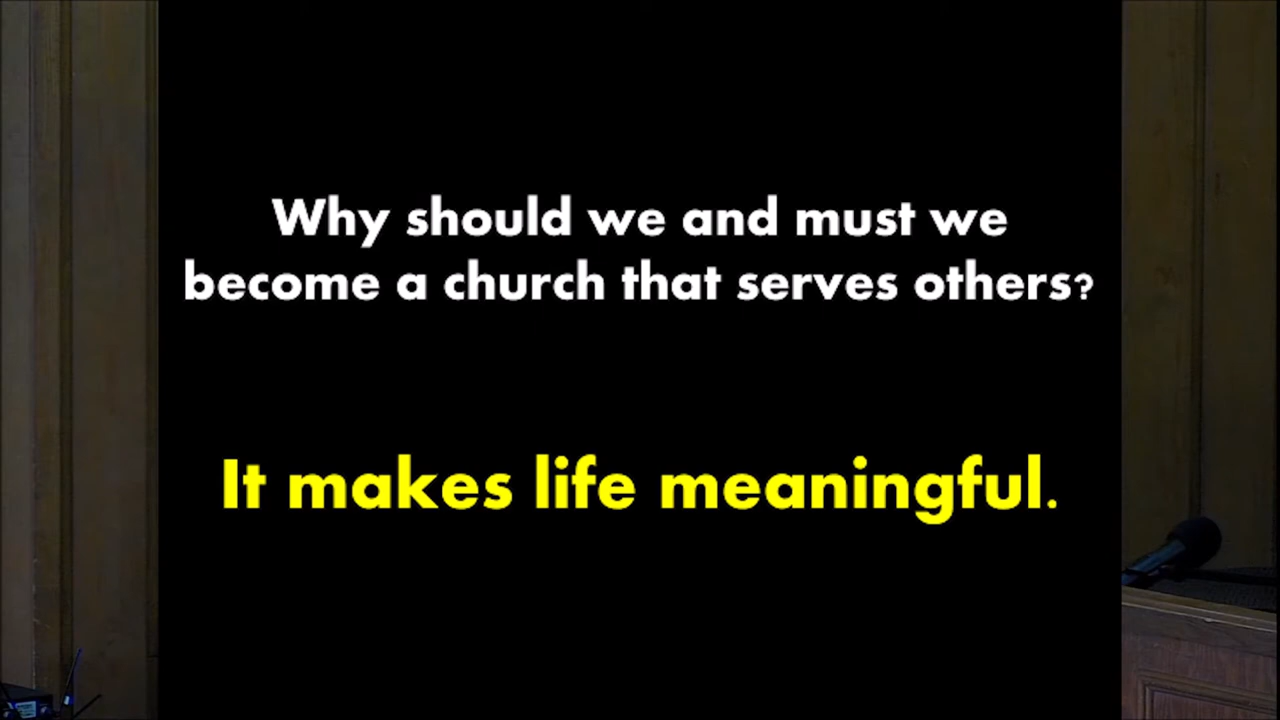 Why should we and must we
become a church that serves others?
It makes life meaningful.